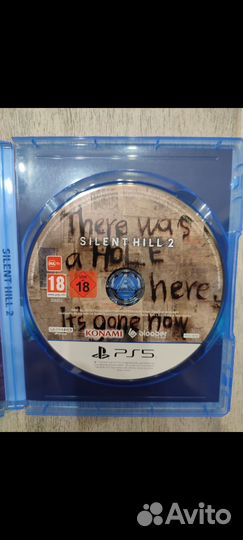 SILENT HILL 2
There was
SILENT HILL 2
a HOLE
here.
It's gone now
18
18
KONAMI
bloober
PS5
Avito